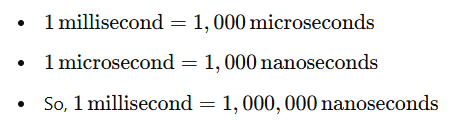 • 1 millisecond = 1,000 microseconds
• 1 microsecond = 1,000 nanoseconds
• So, 1 millisecond = 1,000,000 nanoseconds